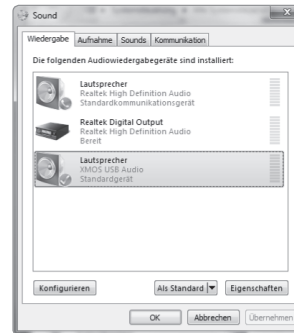 Sound
Wiedergabe Aufnahme Sounds Kommunikation
Die folgenden Audiowiedergabegeräte sind installiert:
Lautsprecher
Realtek High Definition Audio
Standardkommunikationsgerät
Realtek Digital Output
Realtek High Definition Audio
Bereit
Lautsprecher
XMOS USB Audio
Standardgerät
Konfigurieren Als Standard Eigenschaften
OK Abbrechen Übernehmen